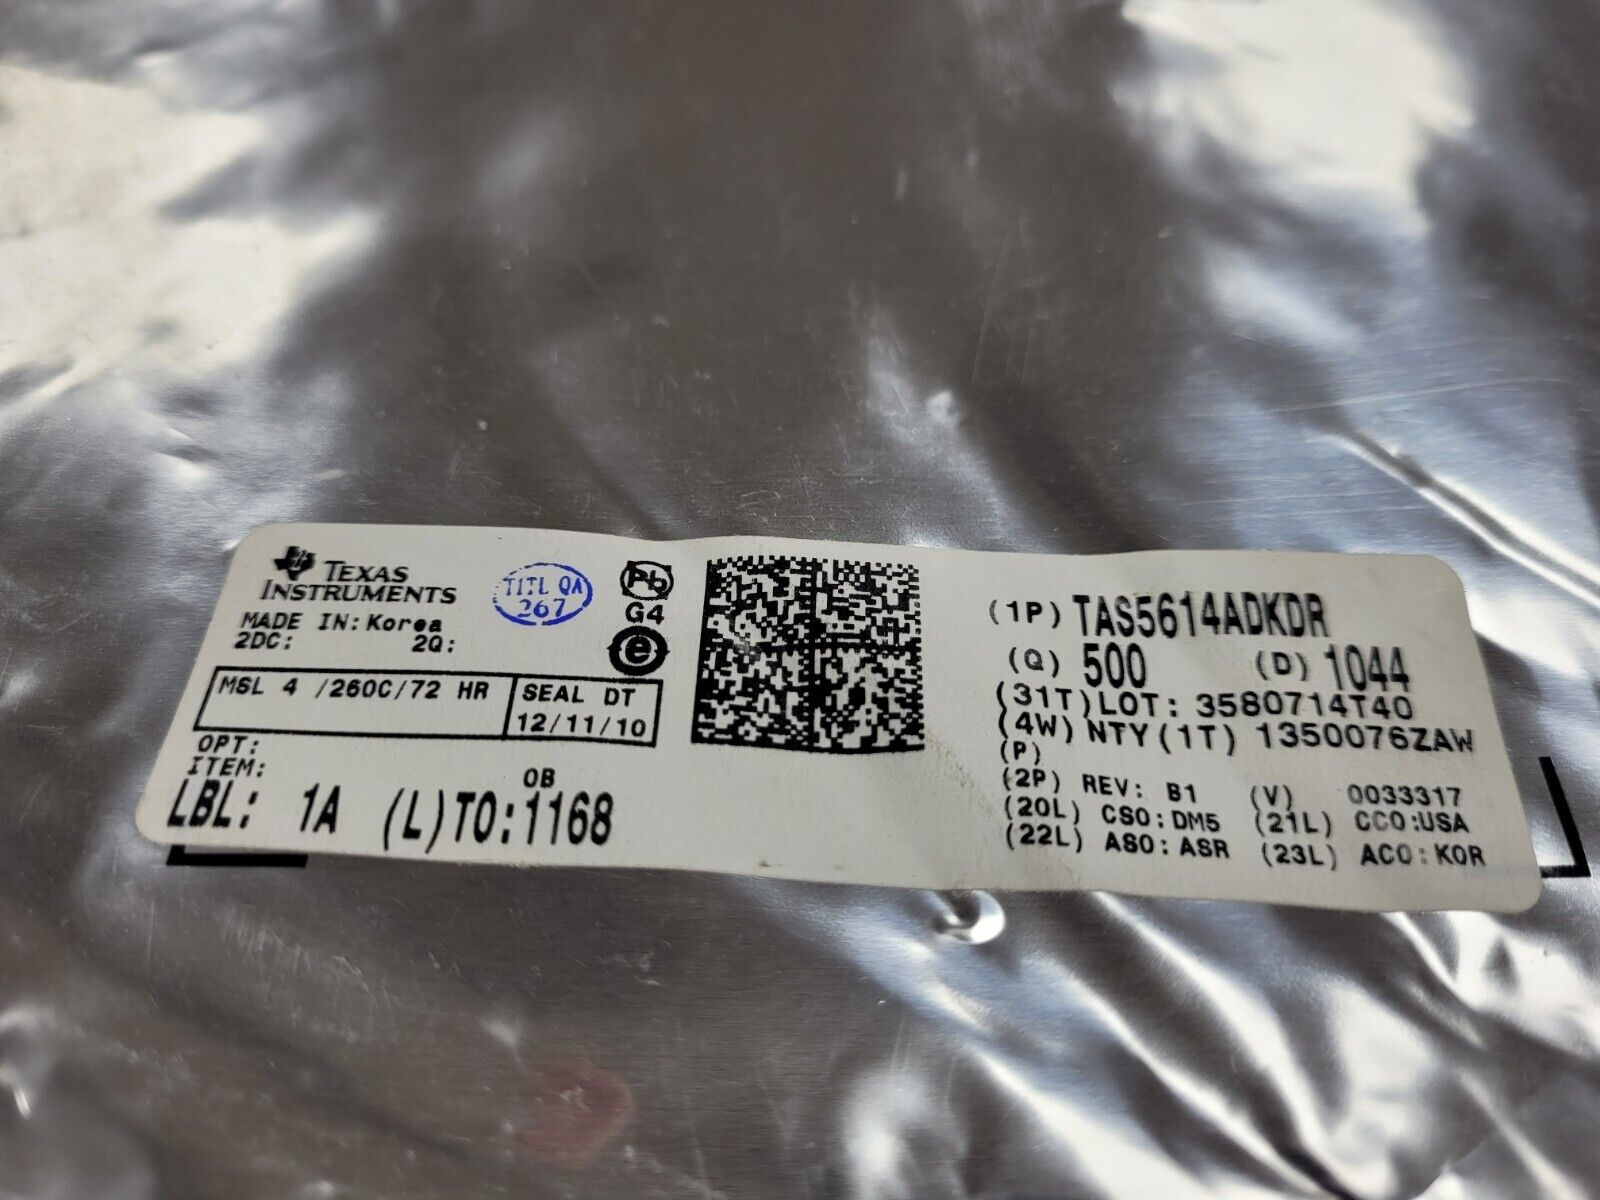 TEXAS
INSTRUMENTS
MADE IN: Korea
2DC: 2Q:
TITL QA
267
Pb
G4
e
MSL 4 /260C/72 HR
SEAL DT
12/11/10
OPT:
ITEM:
0B
LBL: 1A (L)TO:1168
(1P) TAS5614ADKDR
(Q) 500 (D) 1044
(31T)LOT: 3580714T40
(4W) NTY(1T) 1350076ZAW
(P)
(2P) REV: B1 (V) 0033317
(20L) CSO:DM5 (21L) CCO:USA
(22L) ASO:ASR (23L) ACO:KOR